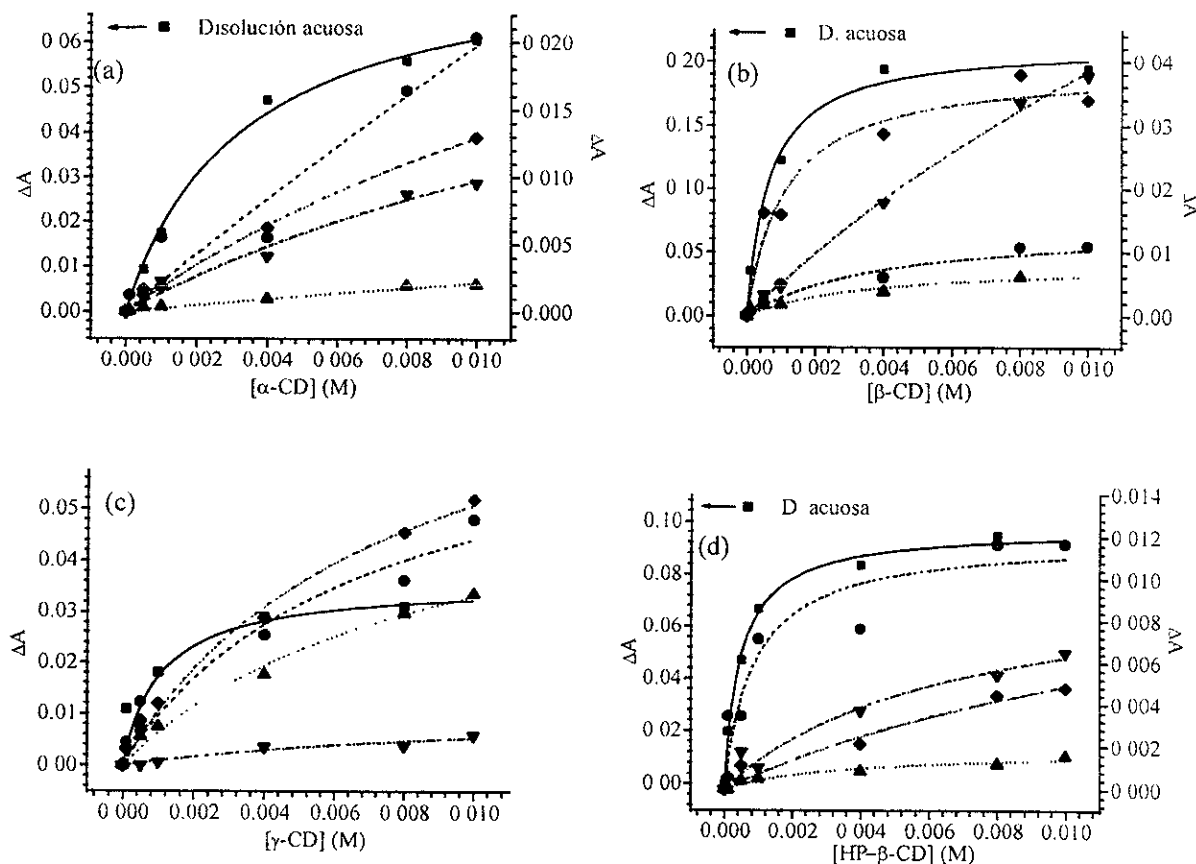 Disolución acuosa
(a)
0 06
0.05
0 04
0.03
0.02
0 01
0.00
0 020
0.015
0 010
0.005
0.000
ΔA
ΔA
0.000 0 002 0.004 0 006 0 008 0 010
[α-CD] (M)
D. acuosa
(b)
0.20
0.15
0.10
0.05
0.00
0 04
0.03
0.02
0 01
0.00
ΔA
ΔA
0.000 0 002 0 004 0 006 0 008 0 010
[β-CD] (M)
(c)
0.05
0.04
0.03
0.02
0.01
0 00
ΔA
0 000 0 002 0 004 0.006 0 008 0 010
[γ-CD] (M)
D acuosa
(d)
0.10
0.08
0.06
0.04
0 02
0 00
0.014
0 012
0 010
0.008
0 006
0 004
0.002
0 000
ΔA
ΔA
0.000 0.002 0.004 0.006 0.008 0 010
[HP–β-CD] (M)